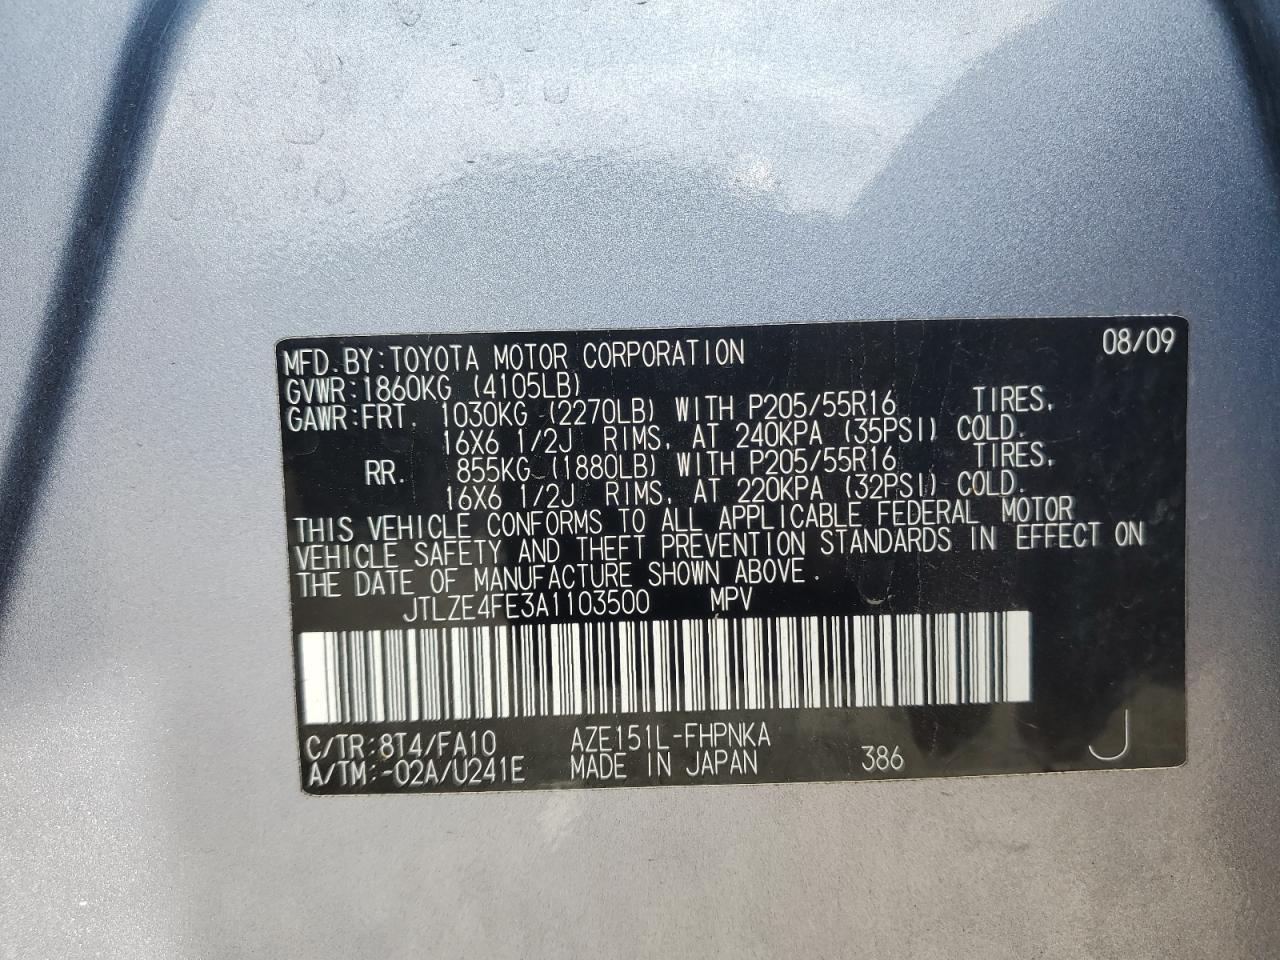 MFD.BY:TOYOTA MOTOR CORPORATION 08/09
GVWR:1860KG (4105LB)
GAWR:FRT. 1030KG (2270LB) WITH P205/55R16 TIRES,
16X6 1/2J RIMS, AT 240KPA (35PSI) COLD.
RR. 855KG (1880LB) WITH P205/55R16 TIRES,
16X6 1/2J RIMS, AT 220KPA (32PSI) COLD.
THIS VEHICLE CONFORMS TO ALL APPLICABLE FEDERAL MOTOR
VEHICLE SAFETY AND THEFT PREVENTION STANDARDS IN EFFECT ON
THE DATE OF MANUFACTURE SHOWN ABOVE.
JTLZE4FE3A1103500 MPV
C/TR:8T4/FA10 AZE151L-FHPNKA
A/TM:-02A/U241E MADE IN JAPAN 386 J